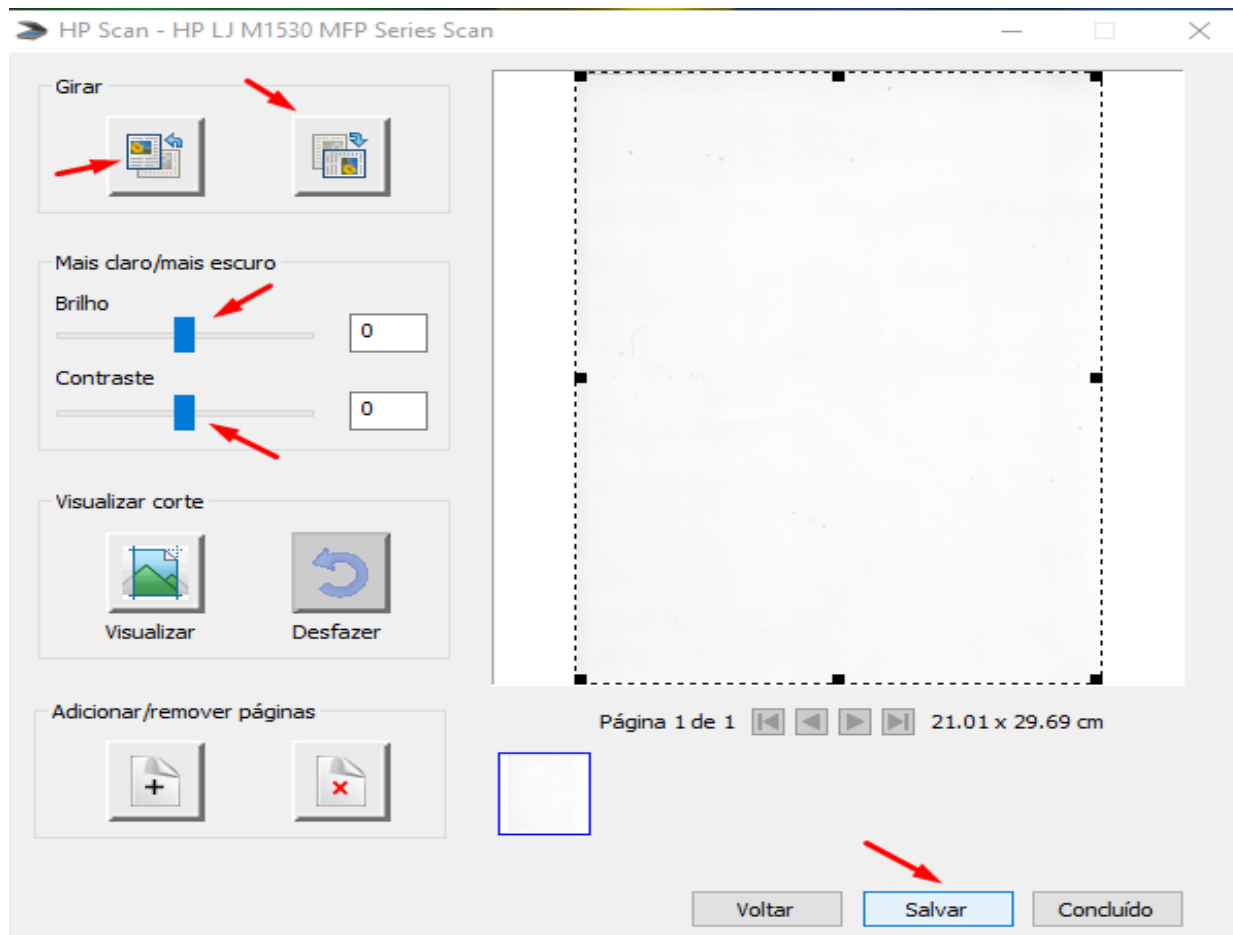 HP Scan - HP LJ M1530 MFP Series Scan
Girar
Mais claro/mais escuro
Brilho
0
Contraste
0
Visualizar corte
Visualizar
Desfazer
Adicionar/remover páginas
Página 1 de 1
21.01 x 29.69 cm
Voltar
Salvar
Concluído